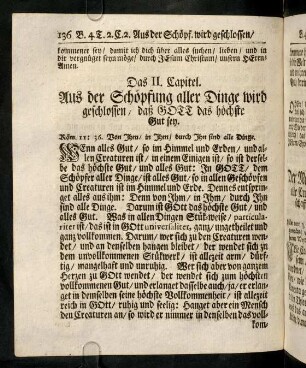 136 B. 4. T. 2. C. 2. Aus der Schöpf. wird geschlossen/
kommener sey/ damit ich dich über alles suchen/ lieben/ und in
dir vergnüget seyn möge/ durch JEsum Christum/ unsern HErrn/
Amen.
Das II. Capitel.
Aus der Schöpfung aller Dinge wird
geschlossen/ daß GOTT das höchste
Gut sey.
Röm. 11: 36. Von Ihm/ in Ihm/ durch Ihn sind alle Dinge.
WEnn alles Gut/ so im Himmel und Erden/ und al-
len Creaturen ist/ in einem Einigen ist/ so ist dersel-
be das höchste Gut/ und alles Gut: In GOTT/ dem
Schöpfer aller Dinge/ ist alles Gut/ so in allen Geschöpfen
und Creaturen ist im Himmel und Erde. Dennes entsprin-
get alles aus ihm: Denn von Ihm/ in Ihm/ durch Ihn
sind alle Dinge. Darum ist GOtt das höchste Gut/ und
alles Gut. Was in allen Dingen Stük-weise/ particula-
riter ist/ das ist in GOtt universaliter, ganz/ ungetheilet und
ganz vollkommen. Darum/ wer sich zu den Creaturen wen-
det/ und an denselben hangen bleibet/ der wendet sich zu
dem unvollkommenen Stükwerk/ ist allezeit arm/ dürf-
tig/ mangelhaft und unruhig. Wer sich aber von ganzem
Herzen zu GOtt wendet/ der wendet sich zum höchsten
vollkommenen Gut/ und erlanget dasselbe auch/ ja/ er erlan-
get in demselben seine höchste Vollkommenheit/ ist allezeit
reich in GOtt/ ruhig und seelig: Hanget aber ein Mensch
den Creaturen an/ so wird er nimmer in denselben das voll-
kom-